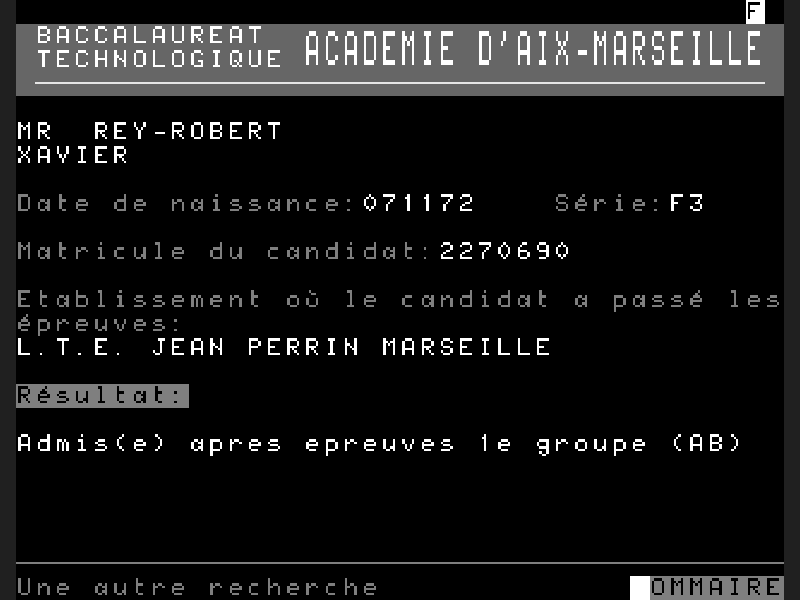 F
BACCALAUREAT
TECHNOLOGIQUE
ACADEMIE D'AIX-MARSEILLE
MR REY-ROBERT
XAVIER
Date de naissance:071172 Série:F3
Matricule du candidat:2270690
Etablissement où le candidat a passé les
épreuves:
L.T.E. JEAN PERRIN MARSEILLE
Résultat:
Admis(e) apres epreuves 1e groupe (AB)
Une autre recherche OMMAIRE